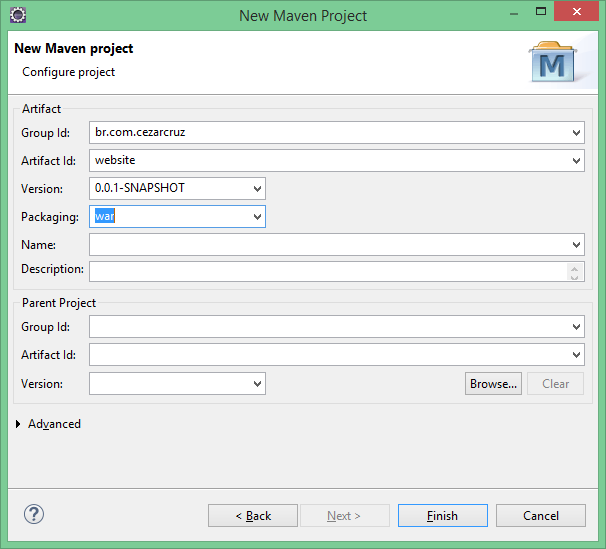 New Maven Project
New Maven project
Configure project
M
Artifact
Group Id: br.com.cezarcruz
Artifact Id: website
Version: 0.0.1-SNAPSHOT
Packaging: war
Name:
Description:
Parent Project
Group Id:
Artifact Id:
Version: Browse... Clear
Advanced
? < Back Next > Finish Cancel